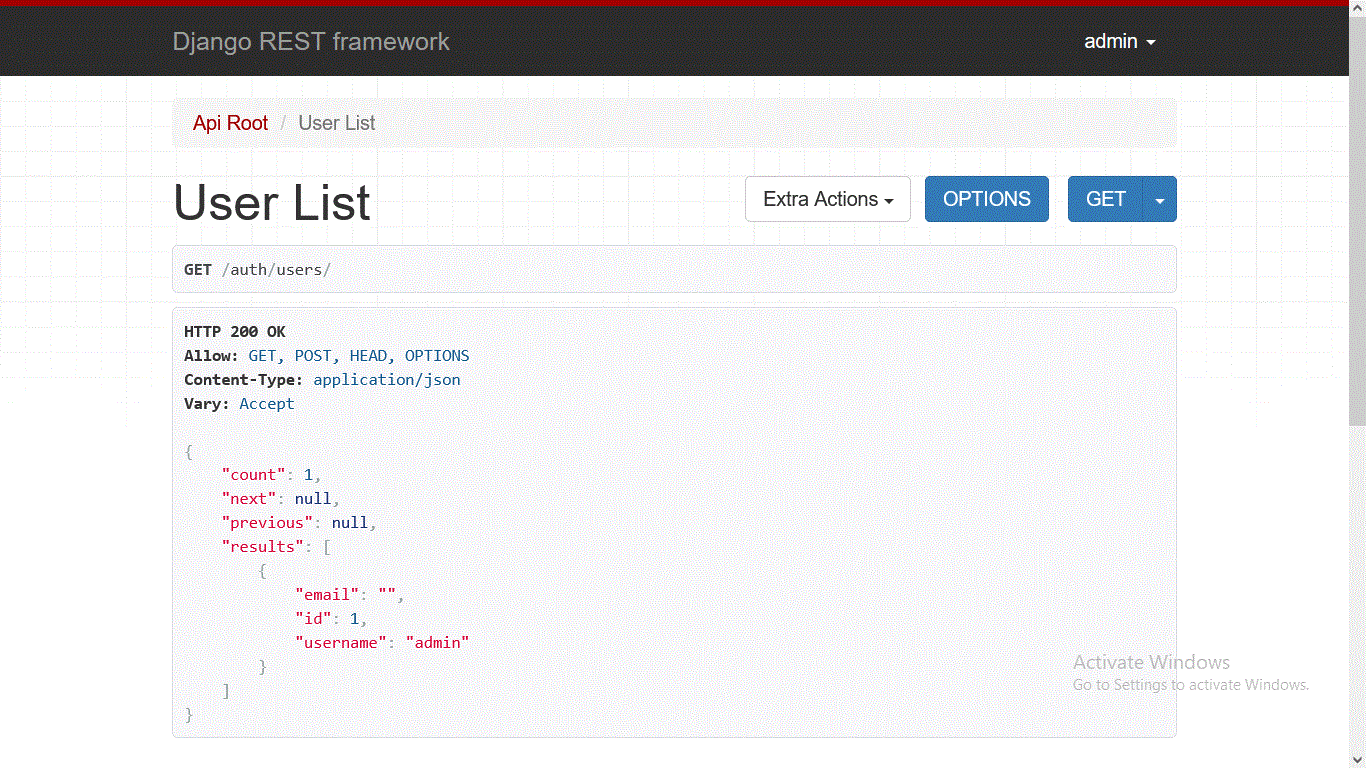 Django REST framework
admin
Api Root / User List
User List
Extra Actions
OPTIONS
GET
GET /auth/users/
HTTP 200 OK
Allow: GET, POST, HEAD, OPTIONS
Content-Type: application/json
Vary: Accept
{
    "count": 1,
    "next": null,
    "previous": null,
    "results": [
        {
            "email": "",
            "id": 1,
            "username": "admin"
        }
    ]
}
Activate Windows
Go to Settings to activate Windows.